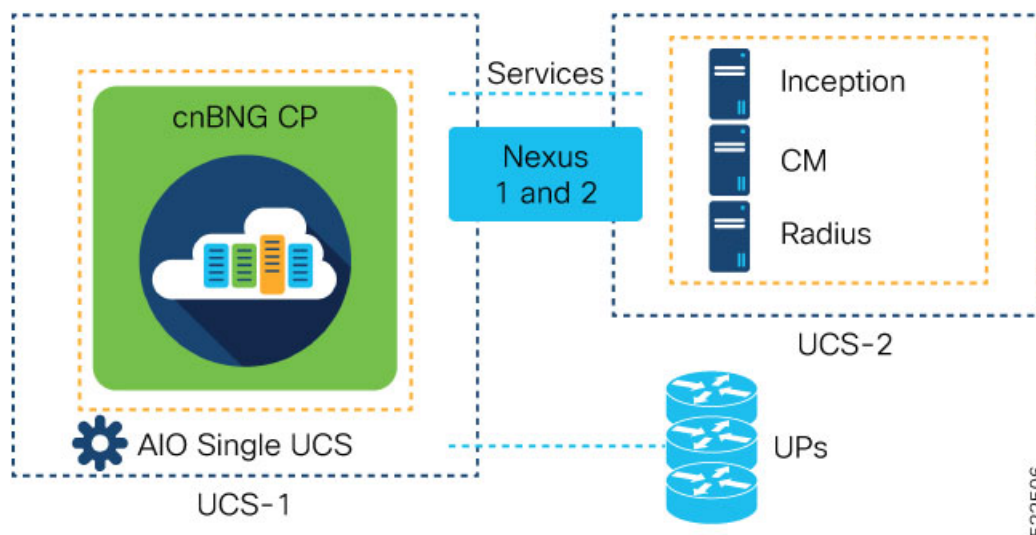 cnBNG CP
AIO Single UCS
UCS-1
Services
Nexus
1 and 2
Inception
CM
Radius
UCS-2
UPs